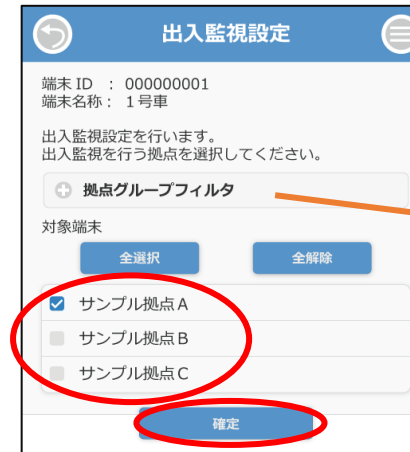 出入監視設定
端末 ID ： 000000001
端末名称： 1号車
出入監視設定を行います。
出入監視を行う拠点を選択してください。
拠点グループフィルタ
対象端末
全選択 全解除
サンプル拠点A
サンプル拠点B
サンプル拠点C
確定